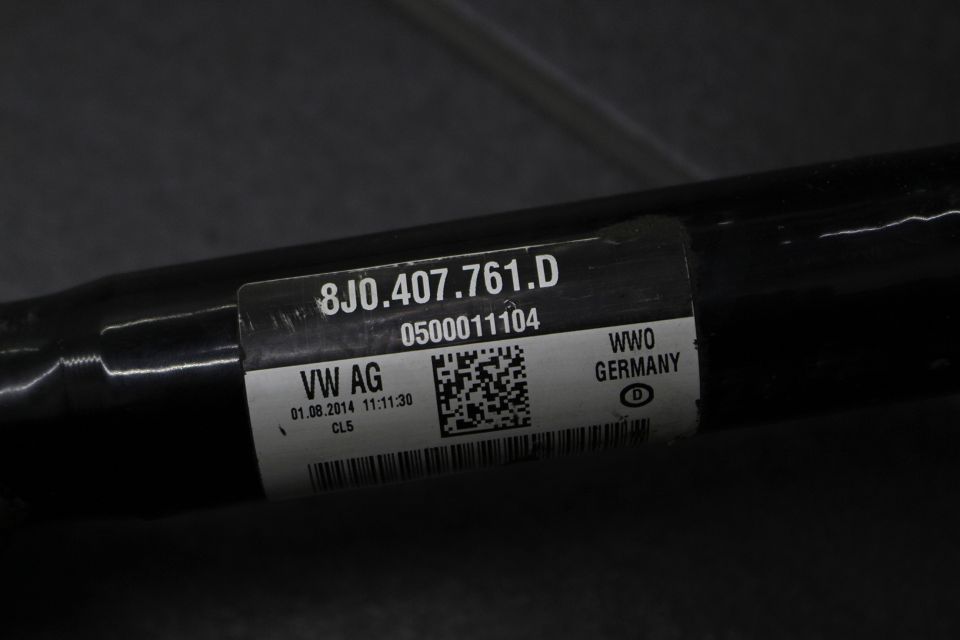 8J0.407.761.D
0500011104
VW AG
01.08.2014 11:11:30
CL5
WWO
GERMANY
D